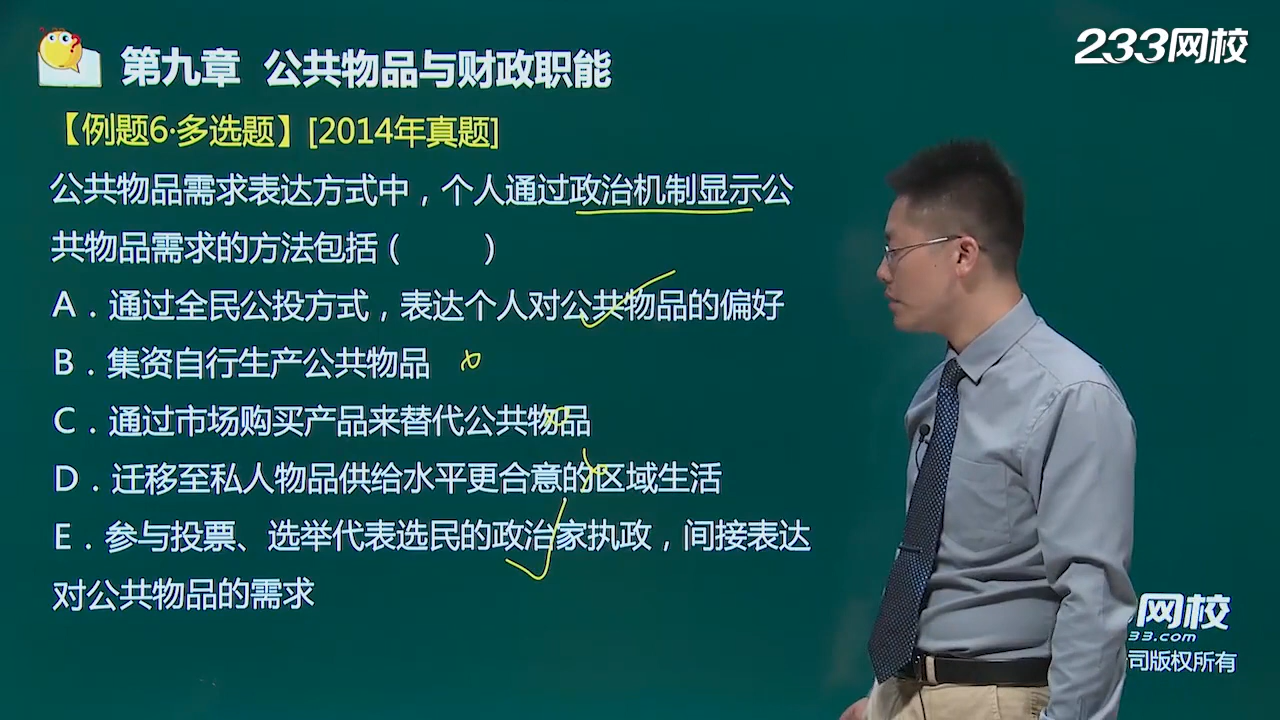 第九章 公共物品与财政职能
233网校
【例题6·多选题】[2014年真题]
公共物品需求表达方式中，个人通过政治机制显示公
共物品需求的方法包括（　　）
A．通过全民公投方式，表达个人对公共物品的偏好
B．集资自行生产公共物品
C．通过市场购买产品来替代公共物品
D．迁移至私人物品供给水平更合意的区域生活
E．参与投票、选举代表选民的政治家执政，间接表达
对公共物品的需求
网校
33.com
司版权所有